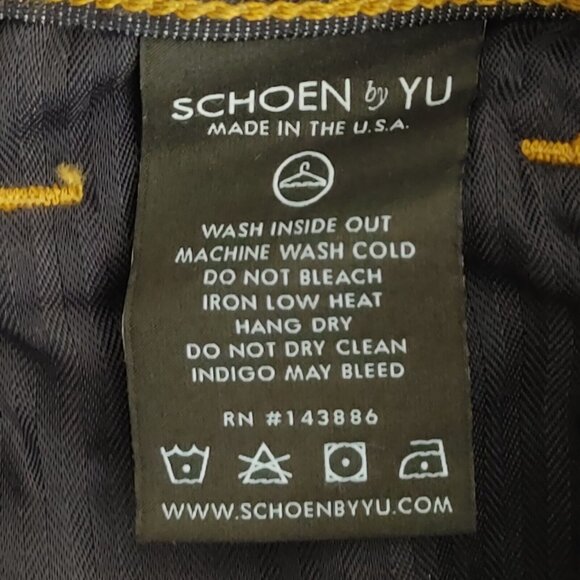 SCHOEN by YU
MADE IN THE U.S.A.
WASH INSIDE OUT
MACHINE WASH COLD
DO NOT BLEACH
IRON LOW HEAT
HANG DRY
DO NOT DRY CLEAN
INDIGO MAY BLEED
RN #143886
WWW.SCHOENBYYU.COM